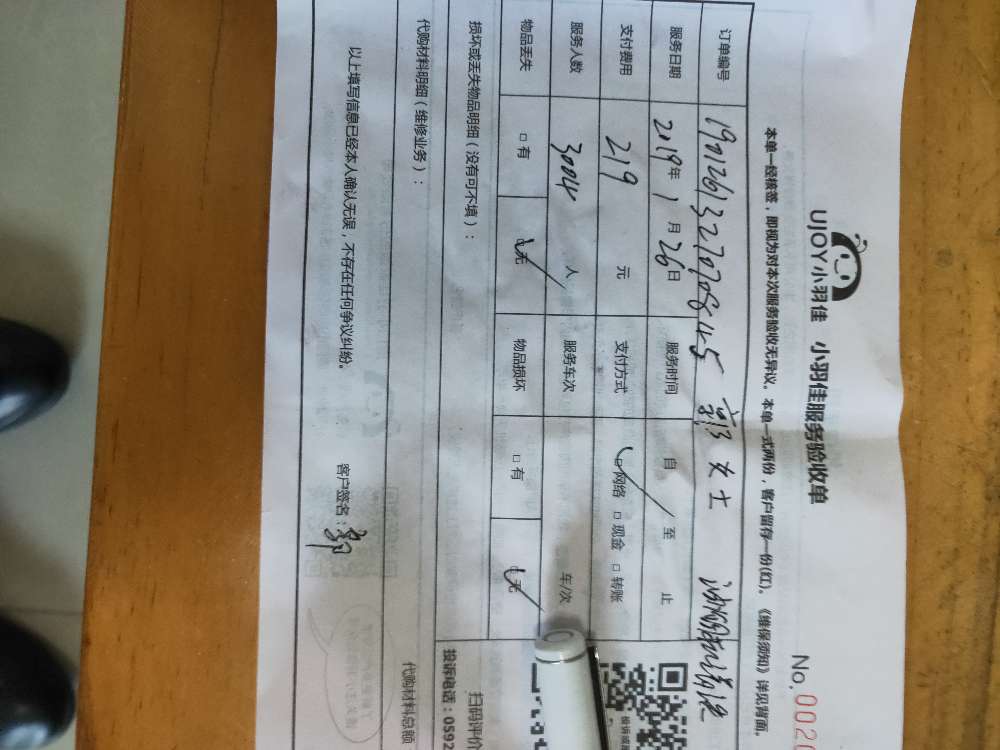 UJOY小羽佳 小羽佳服务验收单
No.0020
本单一经核签，即视为对本次服务验收无异议。本单一式两份，客户留存一份(红)。《维保须知》详见背面。
订单编号 1901261327070845 郭女士 油烟机清洗
服务日期 2019年1月26日 服务时间 自 至 止
支付费用 219 元 支付方式 □网络 □现金 □转账
服务人数 人 服务车次 车/次
物品丢失 □有 □无 物品损坏 □有 □无
损坏或丢失物品明细（没有可不填）：
扫码评价
投诉电话：0592
代购材料明细（维修业务）：
代购材料总额
以上填写信息已经本人确认无误，不存在任何争议纠纷。 客户签名：郭